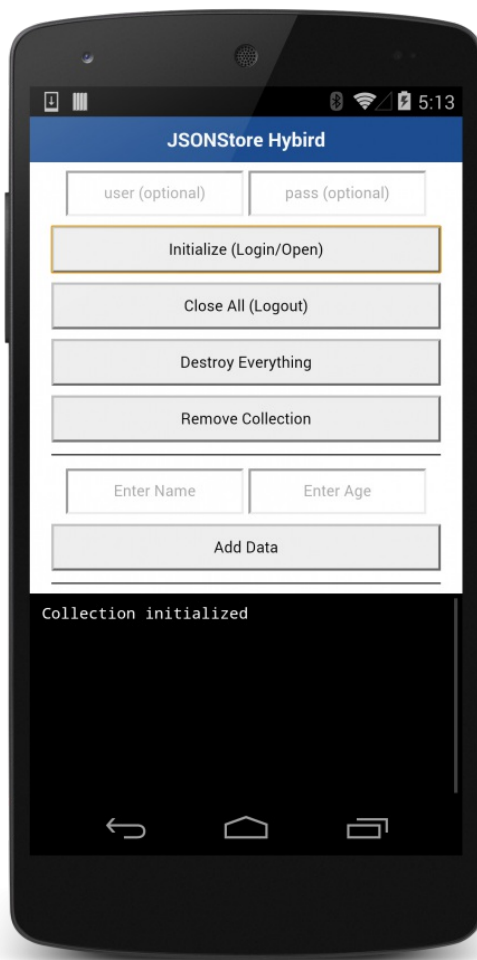 5:13
JSONStore Hybird
user (optional) pass (optional)
Initialize (Login/Open)
Close All (Logout)
Destroy Everything
Remove Collection
Enter Name Enter Age
Add Data
Collection initialized